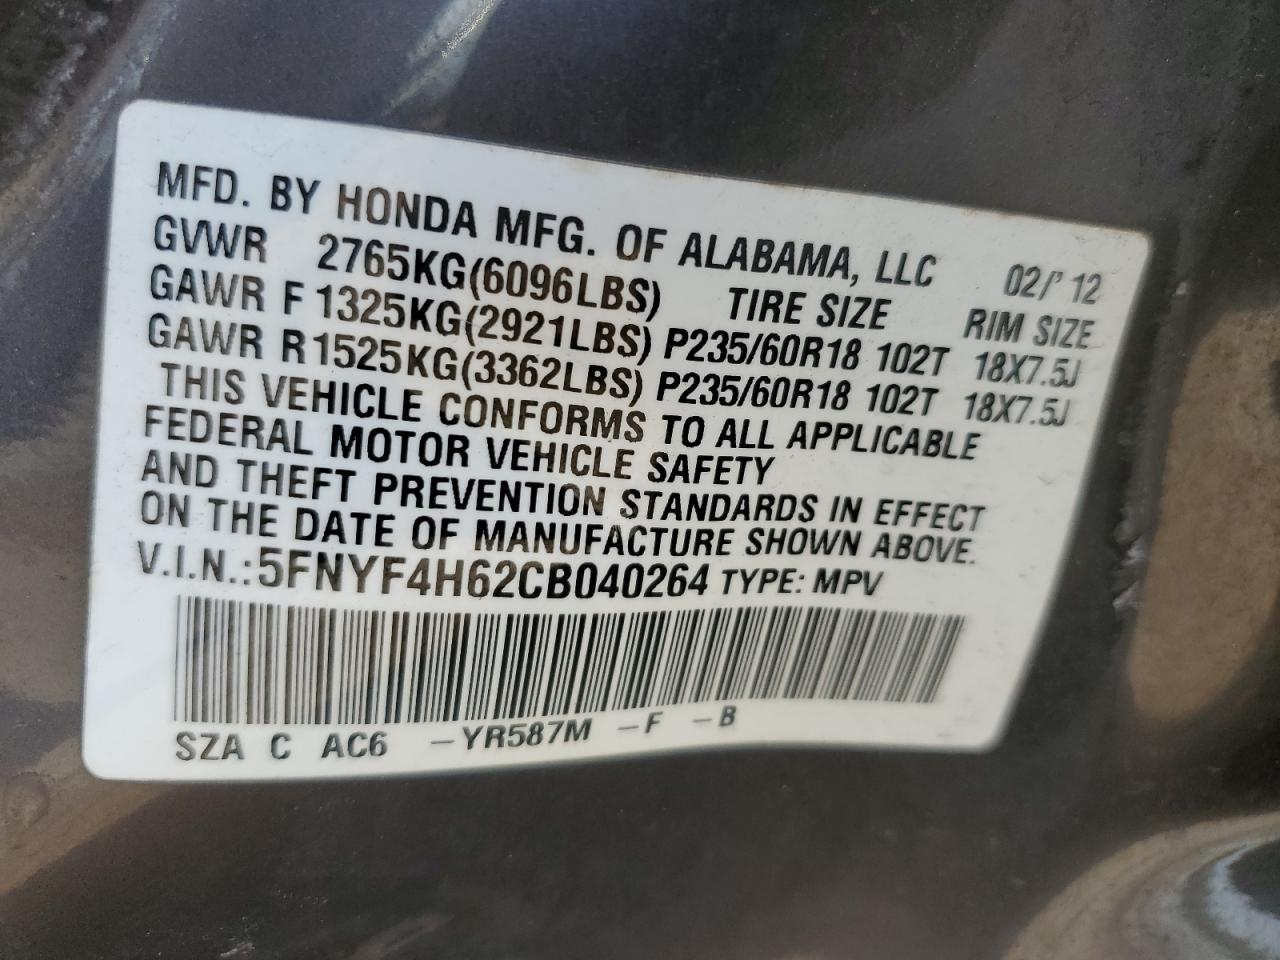 MFD. BY HONDA MFG. OF ALABAMA, LLC 02/'12
GVWR 2765KG(6096LBS) TIRE SIZE RIM SIZE
GAWR F 1325KG(2921LBS) P235/60R18 102T 18X7.5J
GAWR R 1525KG(3362LBS) P235/60R18 102T 18X7.5J
THIS VEHICLE CONFORMS TO ALL APPLICABLE
FEDERAL MOTOR VEHICLE SAFETY
AND THEFT PREVENTION STANDARDS IN EFFECT
ON THE DATE OF MANUFACTURE SHOWN ABOVE.
V.I.N.:5FNYF4H62CB040264 TYPE: MPV
SZA C AC6 -YR587M -F -B